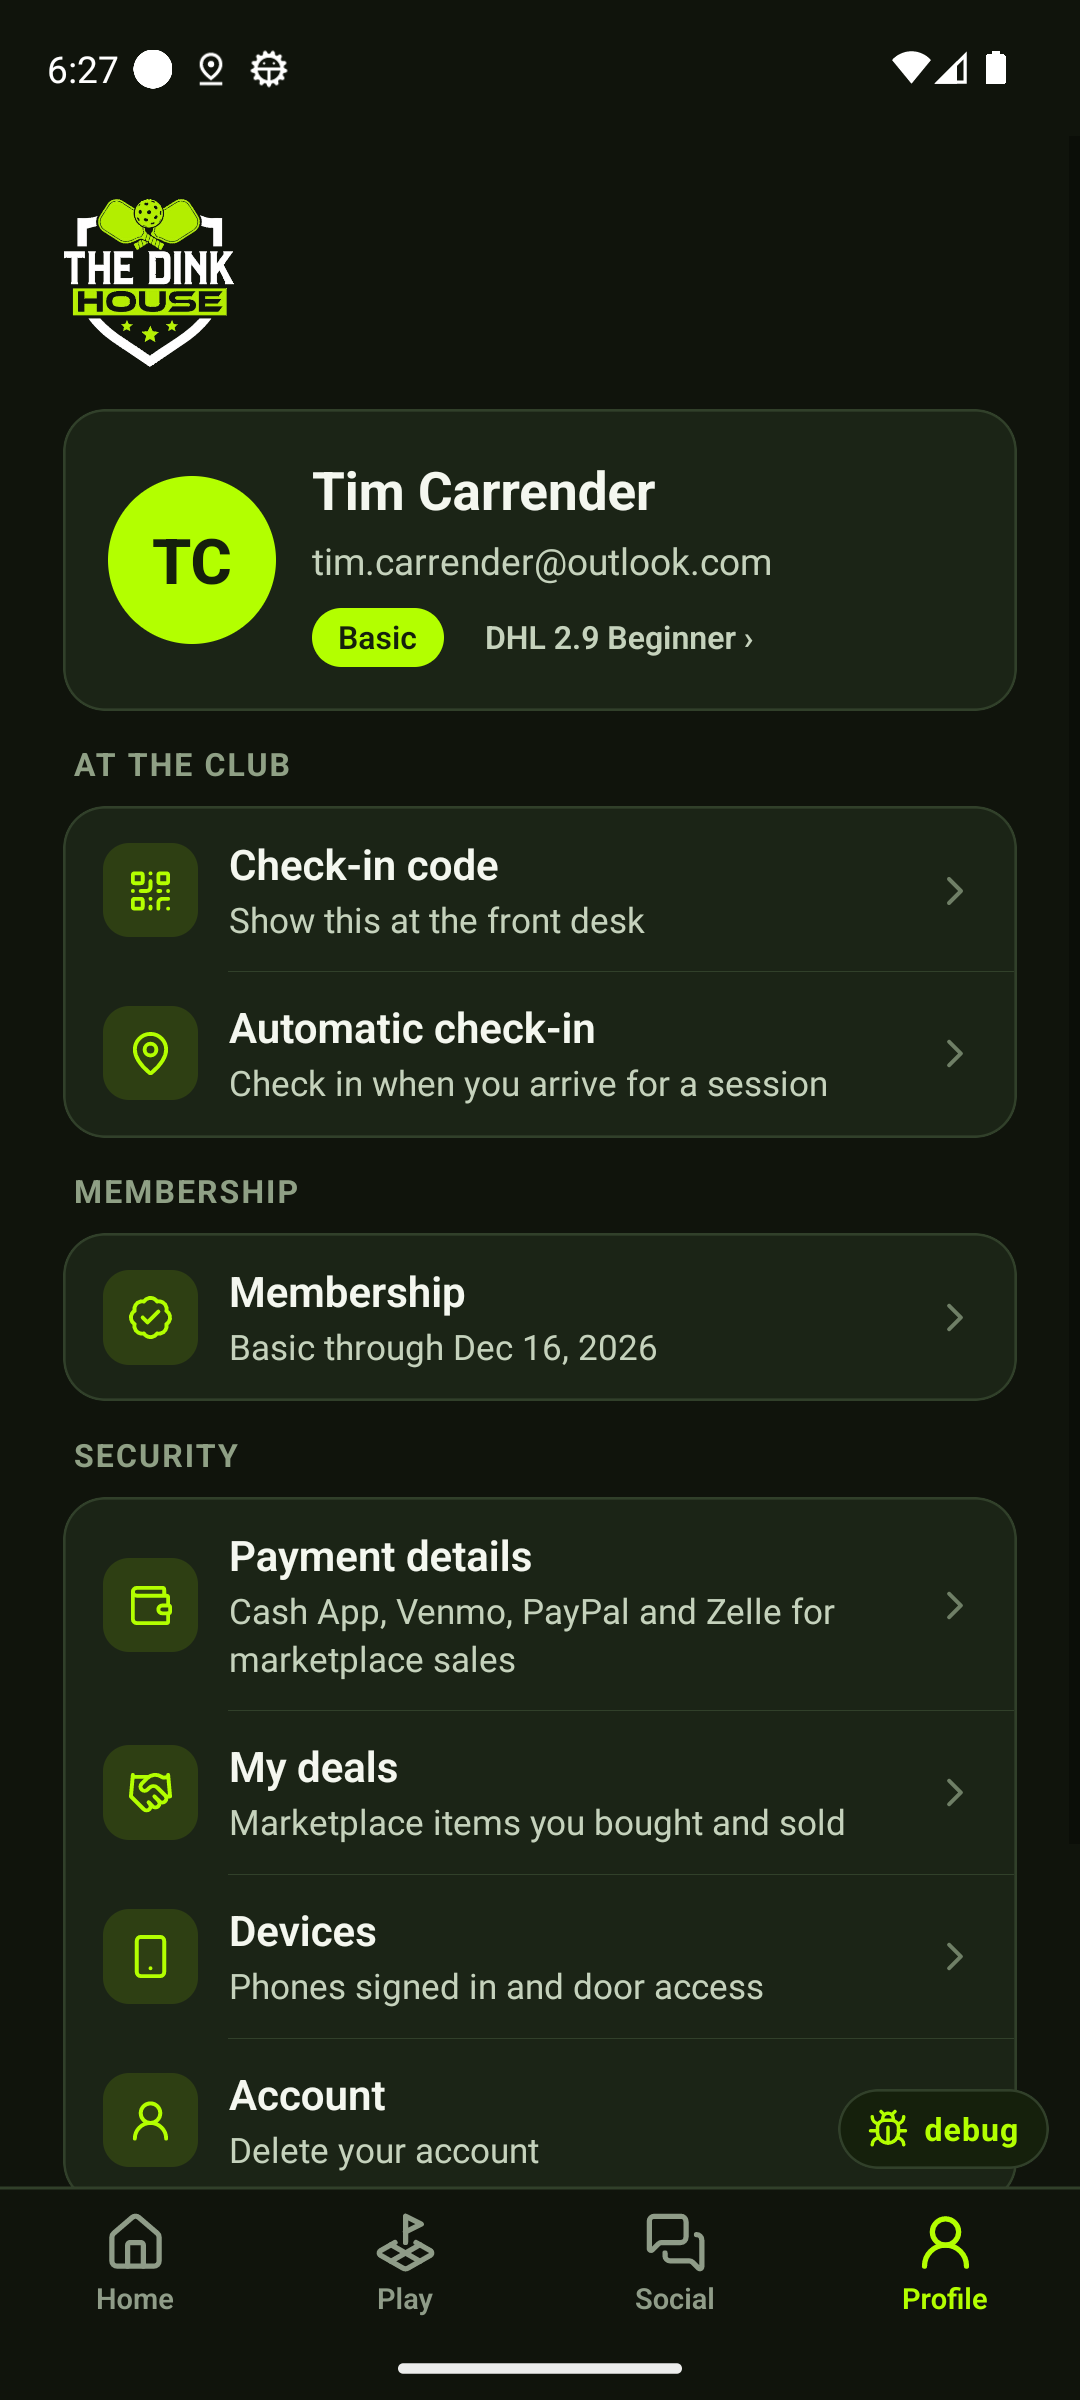 6:27
THE DINK
HOUSE
Tim Carrender
TC
tim.carrender@outlook.com
Basic DHL 2.9 Beginner ›
AT THE CLUB
Check-in code
Show this at the front desk
Automatic check-in
Check in when you arrive for a session
MEMBERSHIP
Membership
Basic through Dec 16, 2026
SECURITY
Payment details
Cash App, Venmo, PayPal and Zelle for
marketplace sales
My deals
Marketplace items you bought and sold
Devices
Phones signed in and door access
Account
Delete your account
debug
Home Play Social Profile